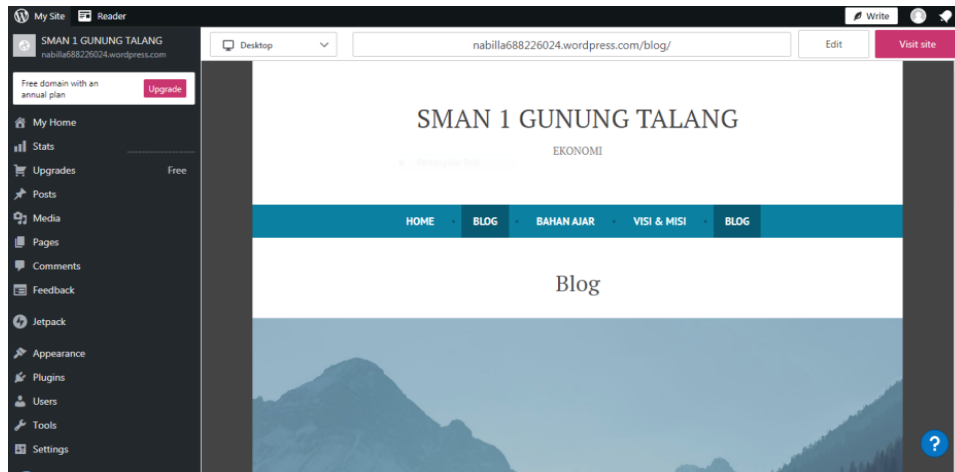 My Site Reader Write
SMAN 1 GUNUNG TALANG
nabilla688226024.wordpress.com
Free domain with an
annual plan
Upgrade
My Home
Stats
Upgrades Free
Posts
Media
Pages
Comments
Feedback
Jetpack
Appearance
Plugins
Users
Tools
Settings
Desktop nabilla688226024.wordpress.com/blog/ Edit Visit site
SMAN 1 GUNUNG TALANG
EKONOMI
HOME BLOG BAHAN AJAR VISI & MISI BLOG
Blog
?